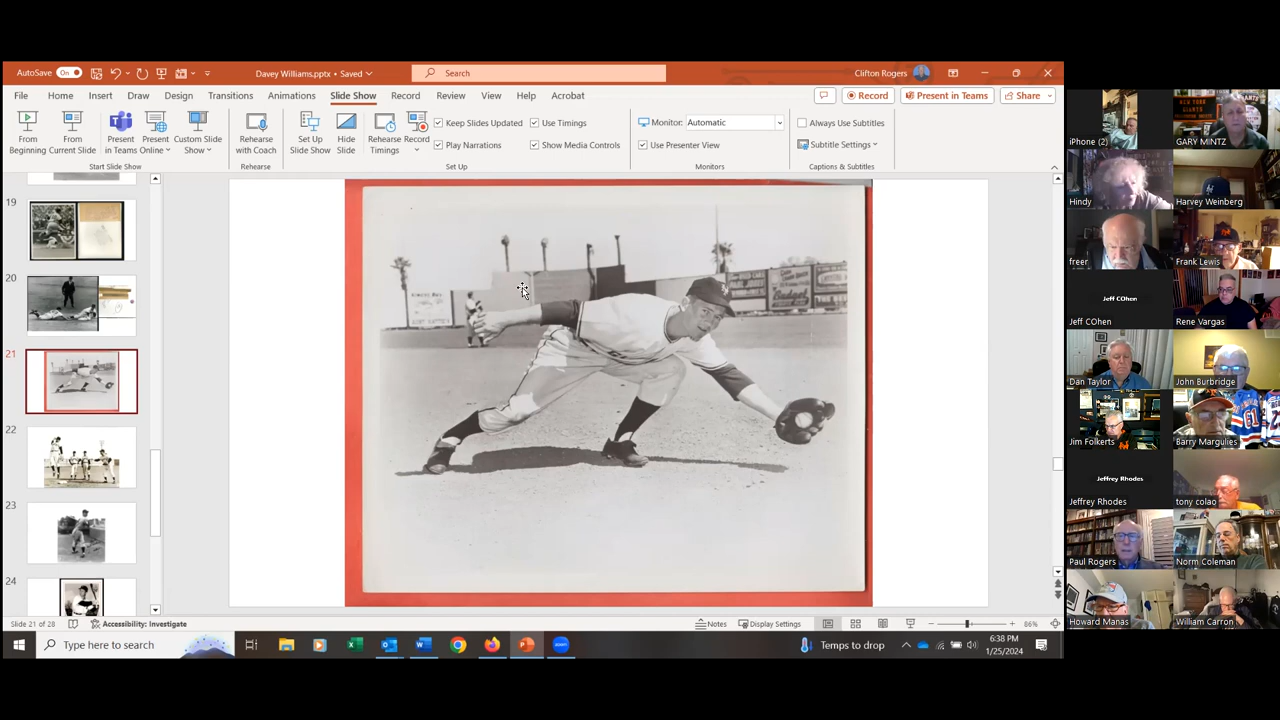 AutoSave On
Davey Williams.pptx • Saved
Search
Clifton Rogers
File Home Insert Draw Design Transitions Animations Slide Show Record Review View Help Acrobat
Record Present in Teams Share
From Beginning
From Current Slide
Present in Teams
Present Online
Custom Slide Show
Start Slide Show
Rehearse with Coach
Rehearse
Set Up Slide Show
Hide Slide
Rehearse Timings
Record
Keep Slides Updated
Use Timings
Play Narrations
Show Media Controls
Set Up
Monitor: Automatic
Use Presenter View
Monitors
Always Use Subtitles
Subtitle Settings
Captions & Subtitles
19
20
21
22
23
24
iPhone (2)
GARY MINTZ
Hindy
Harvey Weinberg
freer
Frank Lewis
Jeff COhen
Jeff COhen
Rene Vargas
Dan Taylor
John Burbridge
Jim Folkerts
Barry Margulies
Jeffrey Rhodes
Jeffrey Rhodes
tony colao
Paul Rogers
Norm Coleman
Howard Manas
William Carron
Slide 21 of 28
Accessibility: Investigate
Notes
Display Settings
86%
Type here to search
Temps to drop
6:38 PM
1/25/2024